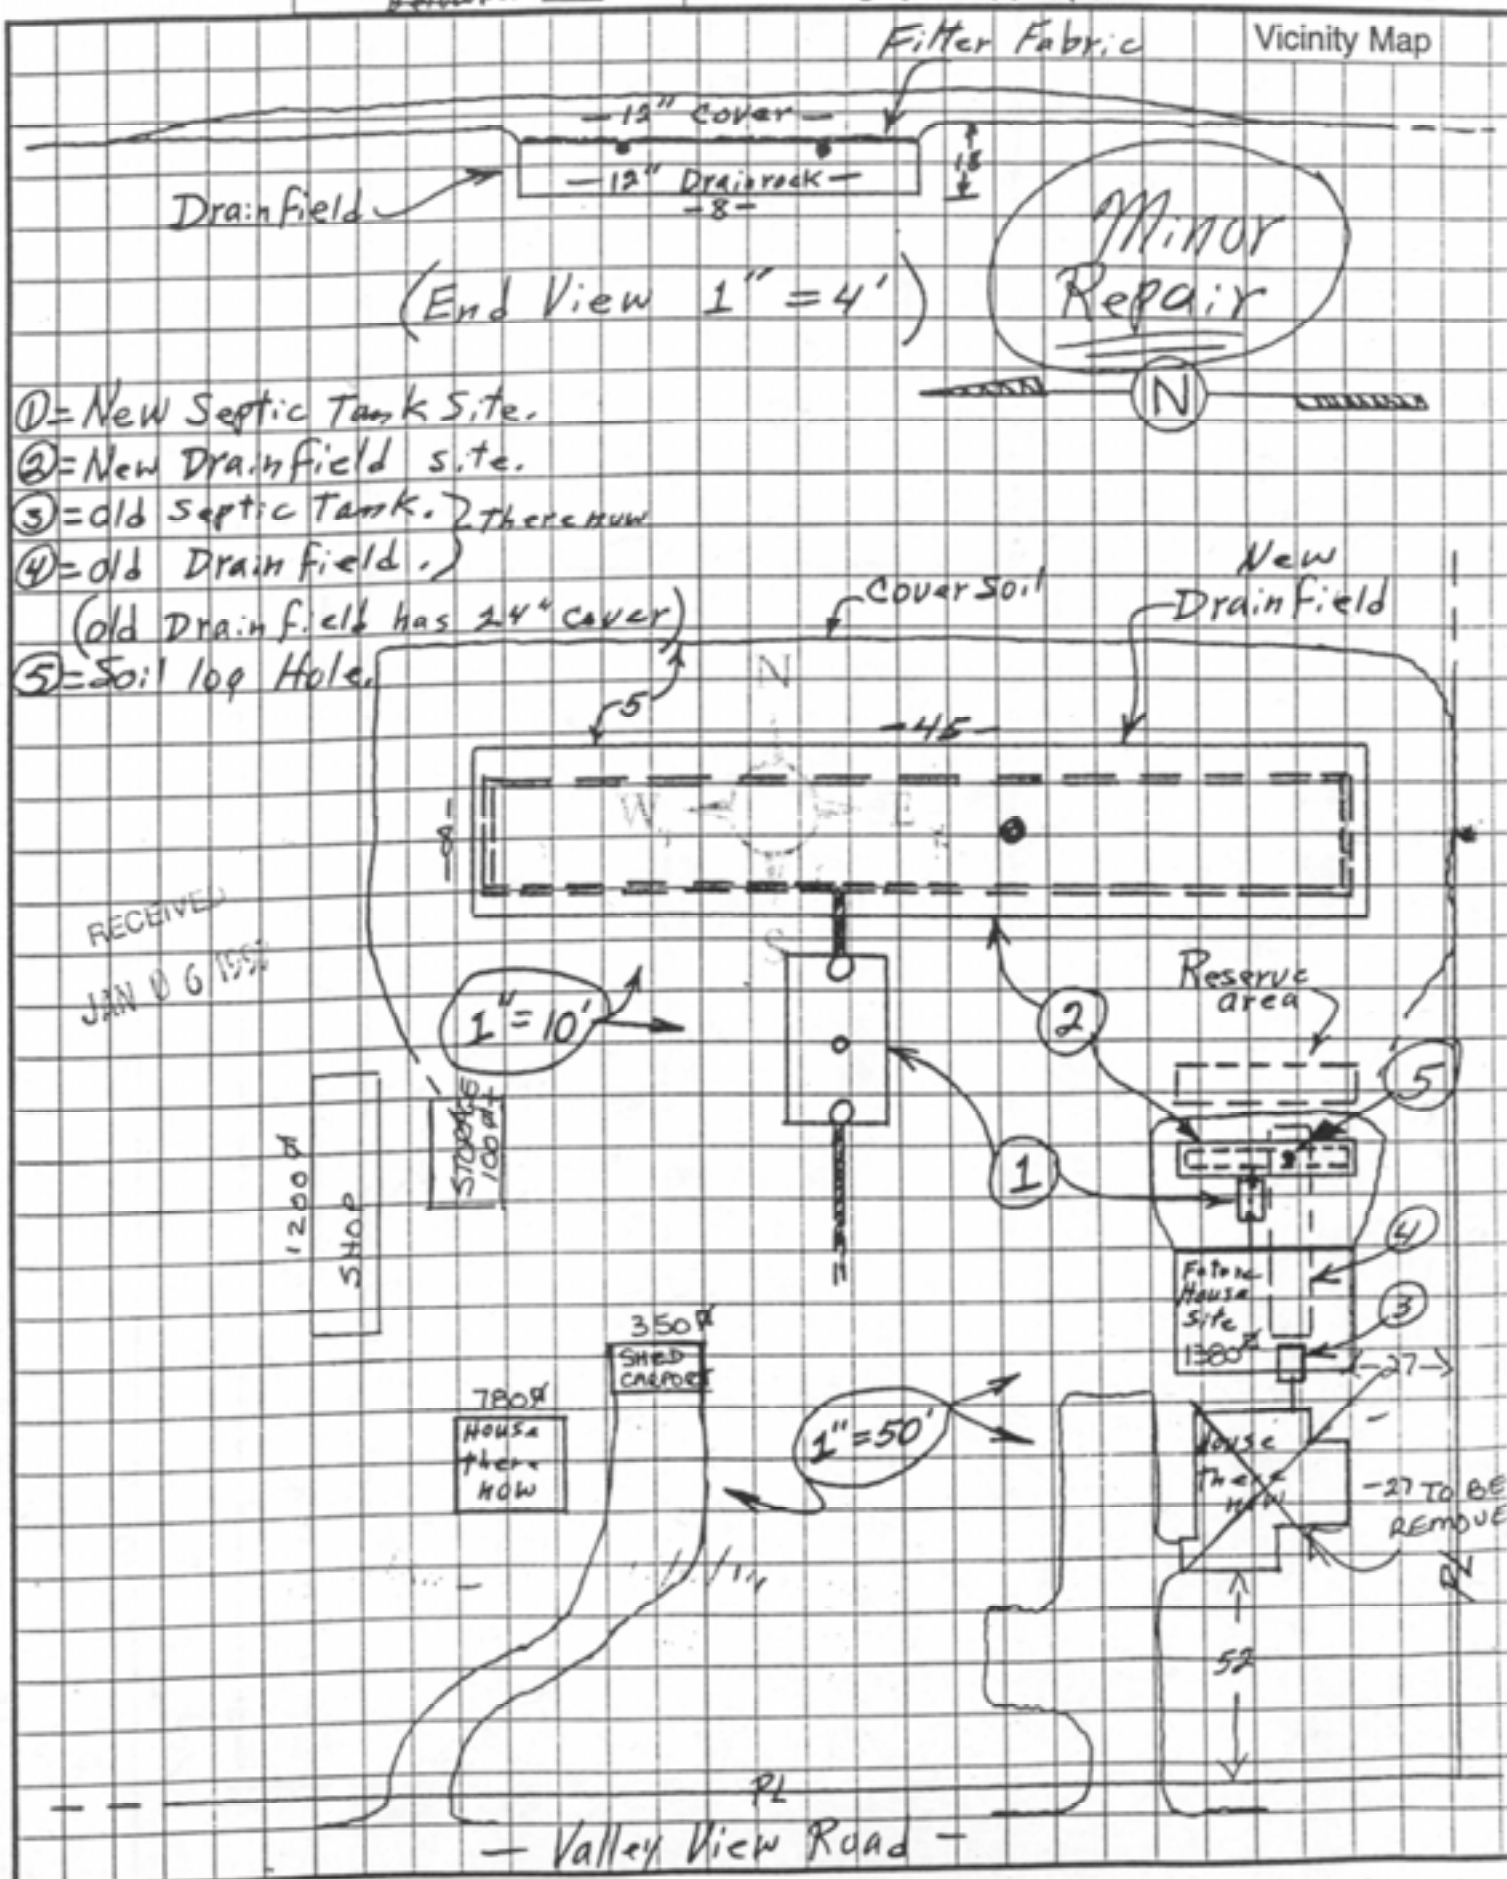 Filter Fabric
Vicinity Map
- 12" Cover -
18
- 12" Drainrock -
- 8 -
Drainfield
Minor
Repair
(End View 1" = 4')
N
① = New Septic Tank Site.
② = New Drainfield site.
③ = old Septic Tank. } There now
④ = old Drainfield.
(old Drainfield has 24" Cover)
⑤ = Soil log Hole.
Cover Soil
New
Drainfield
N
5
- 45 -
W
E
- 8 -
S
RECEIVED
JAN 06
1" = 10'
2
Reserve
area
5
STORAGE
100
1200
SHOP
1
4
Future
House
Site
1380
3
350
SHED
CARPORT
-27-
780
House
there
now
1" = 50'
House
there
now
-27 TO BE
REMOVE
PL
52
PL
- Valley View Road -